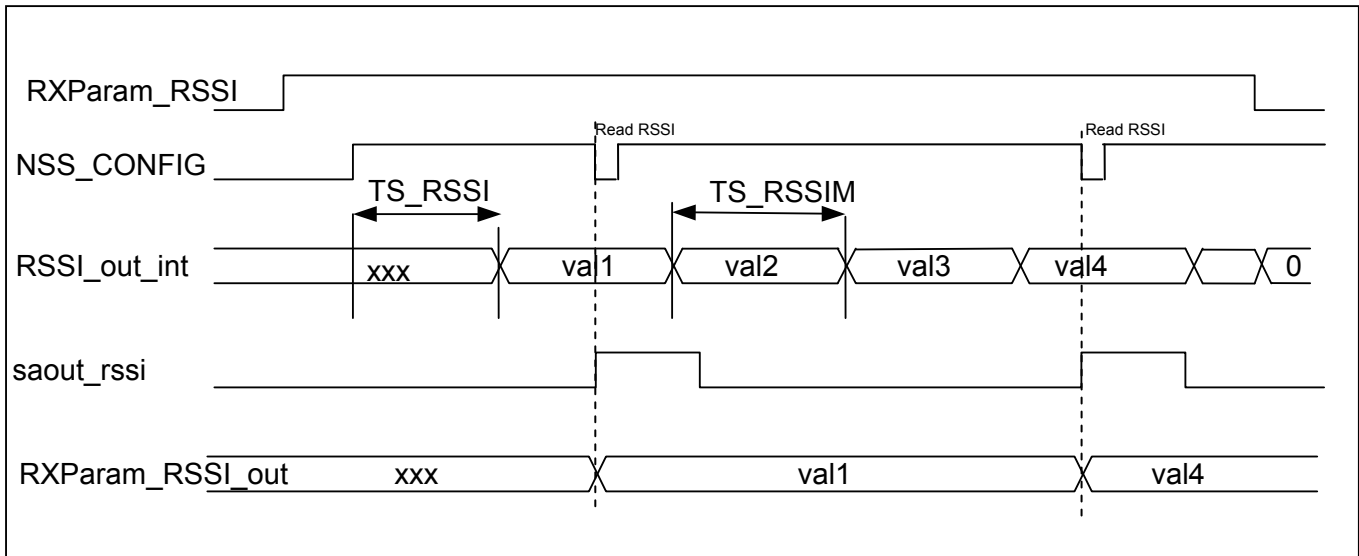 RXParam_RSSI
Read RSSI
Read RSSI
NSS_CONFIG
TS_RSSI
TS_RSSIM
RSSI_out_int
xxx
val1
val2
val3
val4
0
saout_rssi
RXParam_RSSI_out
xxx
val1
val4